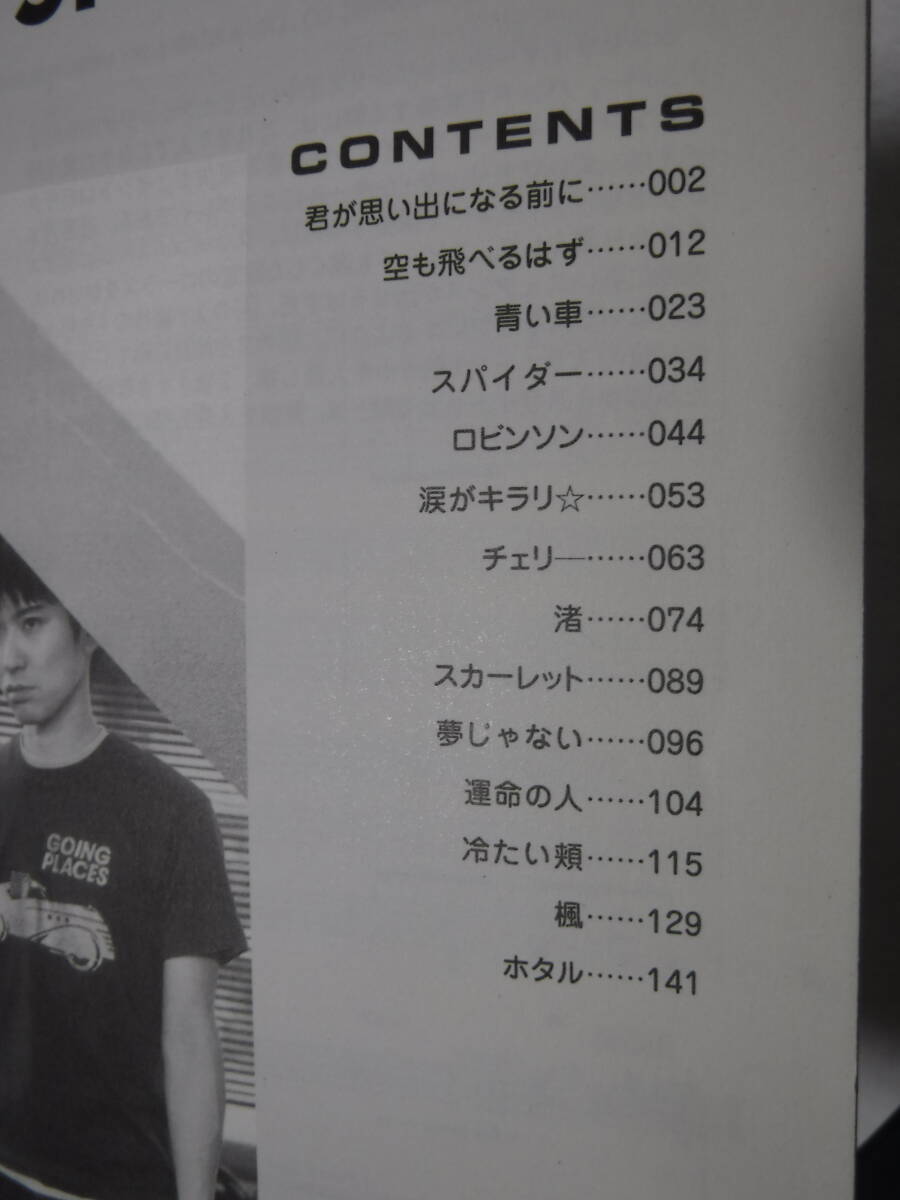 CONTENTS
君が思い出になる前に……002
空も飛べるはず……012
青い車……023
スパイダー……034
ロビンソン……044
涙がキラリ☆……053
チェリー……063
渚……074
スカーレット……089
夢じゃない……096
運命の人……104
冷たい頬……115
楓……129
ホタル……141
GOING
PLACES